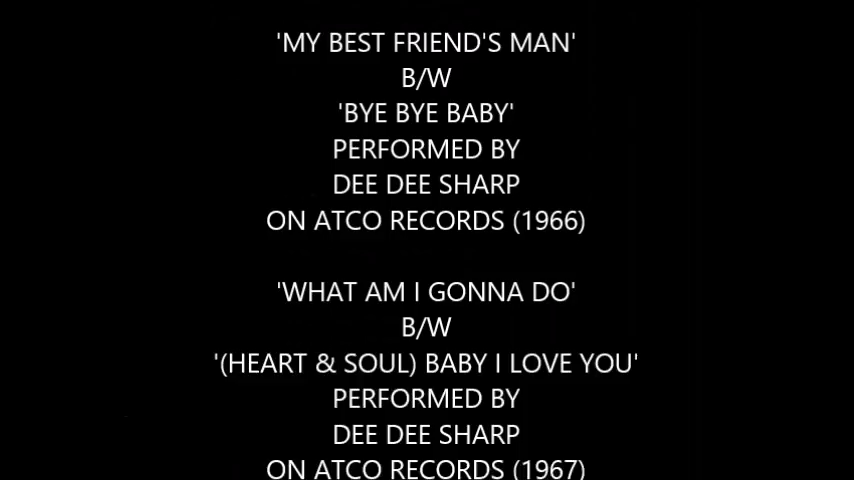 'MY BEST FRIEND'S MAN'
B/W
'BYE BYE BABY'
PERFORMED BY
DEE DEE SHARP
ON ATCO RECORDS (1966)
'WHAT AM I GONNA DO'
B/W
'(HEART & SOUL) BABY I LOVE YOU'
PERFORMED BY
DEE DEE SHARP
ON ATCO RECORDS (1967)